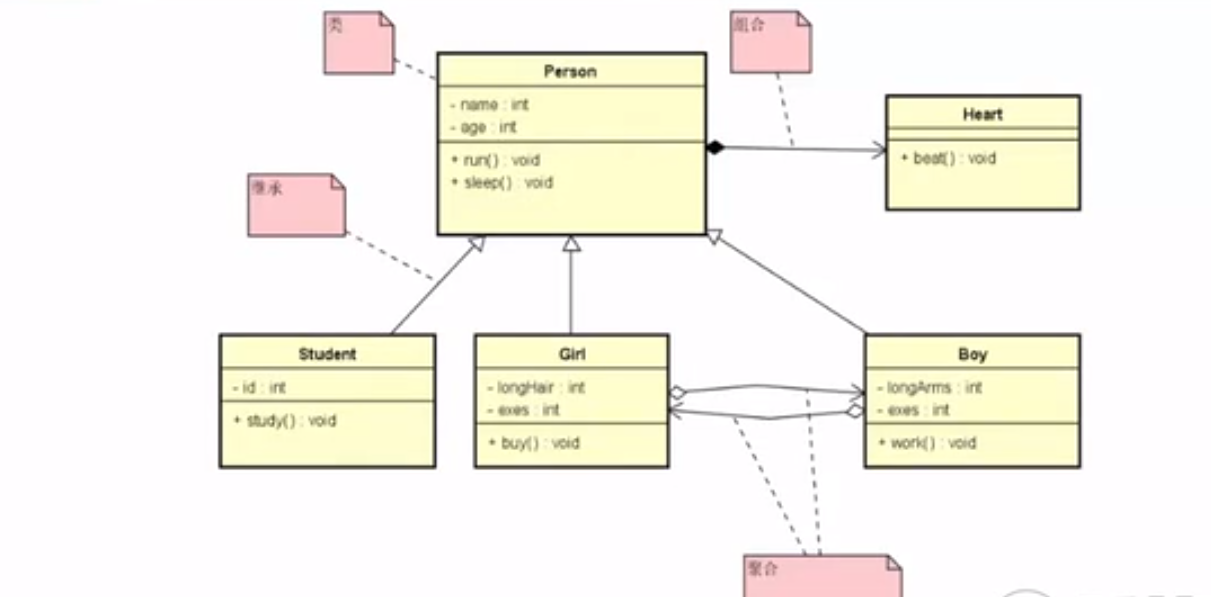 类
组合
Person
- name : int
- age : int
+ run() : void
+ sleep() : void
Heart
+ beat() : void
继承
Student
- id : int
+ study() : void
Girl
- longHair : int
- exes : int
+ buy() : void
Boy
- longArms : int
- exes : int
+ work() : void
聚合